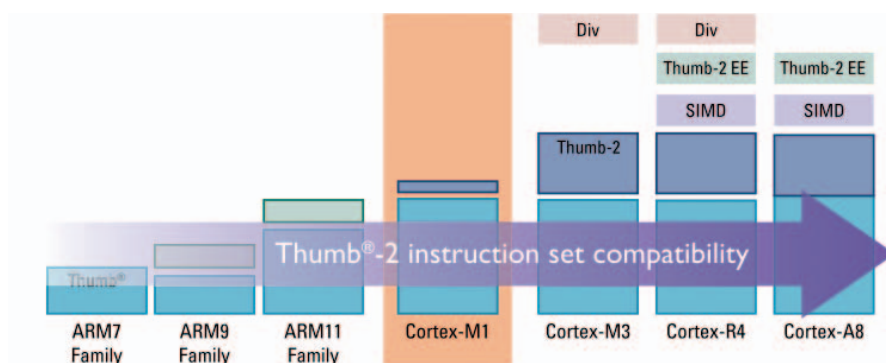 Div Div
Thumb-2 EE Thumb-2 EE
SIMD SIMD
Thumb-2
Thumb®-2 instruction set compatibility
Thumb®
ARM7 ARM9 ARM11 Cortex-M1 Cortex-M3 Cortex-R4 Cortex-A8
Family Family Family